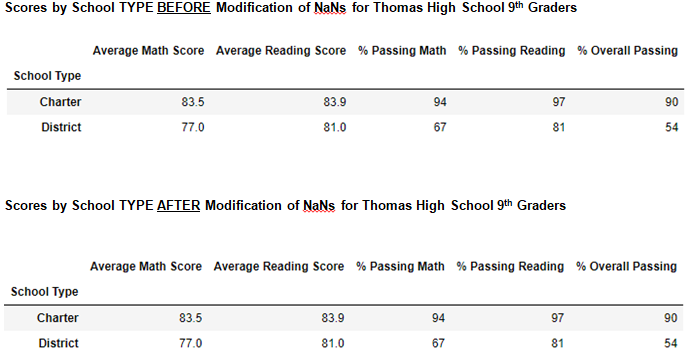 Scores by School TYPE BEFORE Modification of NaNs for Thomas High School 9th Graders
Average Math Score Average Reading Score % Passing Math % Passing Reading % Overall Passing
School Type
Charter 83.5 83.9 94 97 90
District 77.0 81.0 67 81 54
Scores by School TYPE AFTER Modification of NaNs for Thomas High School 9th Graders
Average Math Score Average Reading Score % Passing Math % Passing Reading % Overall Passing
School Type
Charter 83.5 83.9 94 97 90
District 77.0 81.0 67 81 54